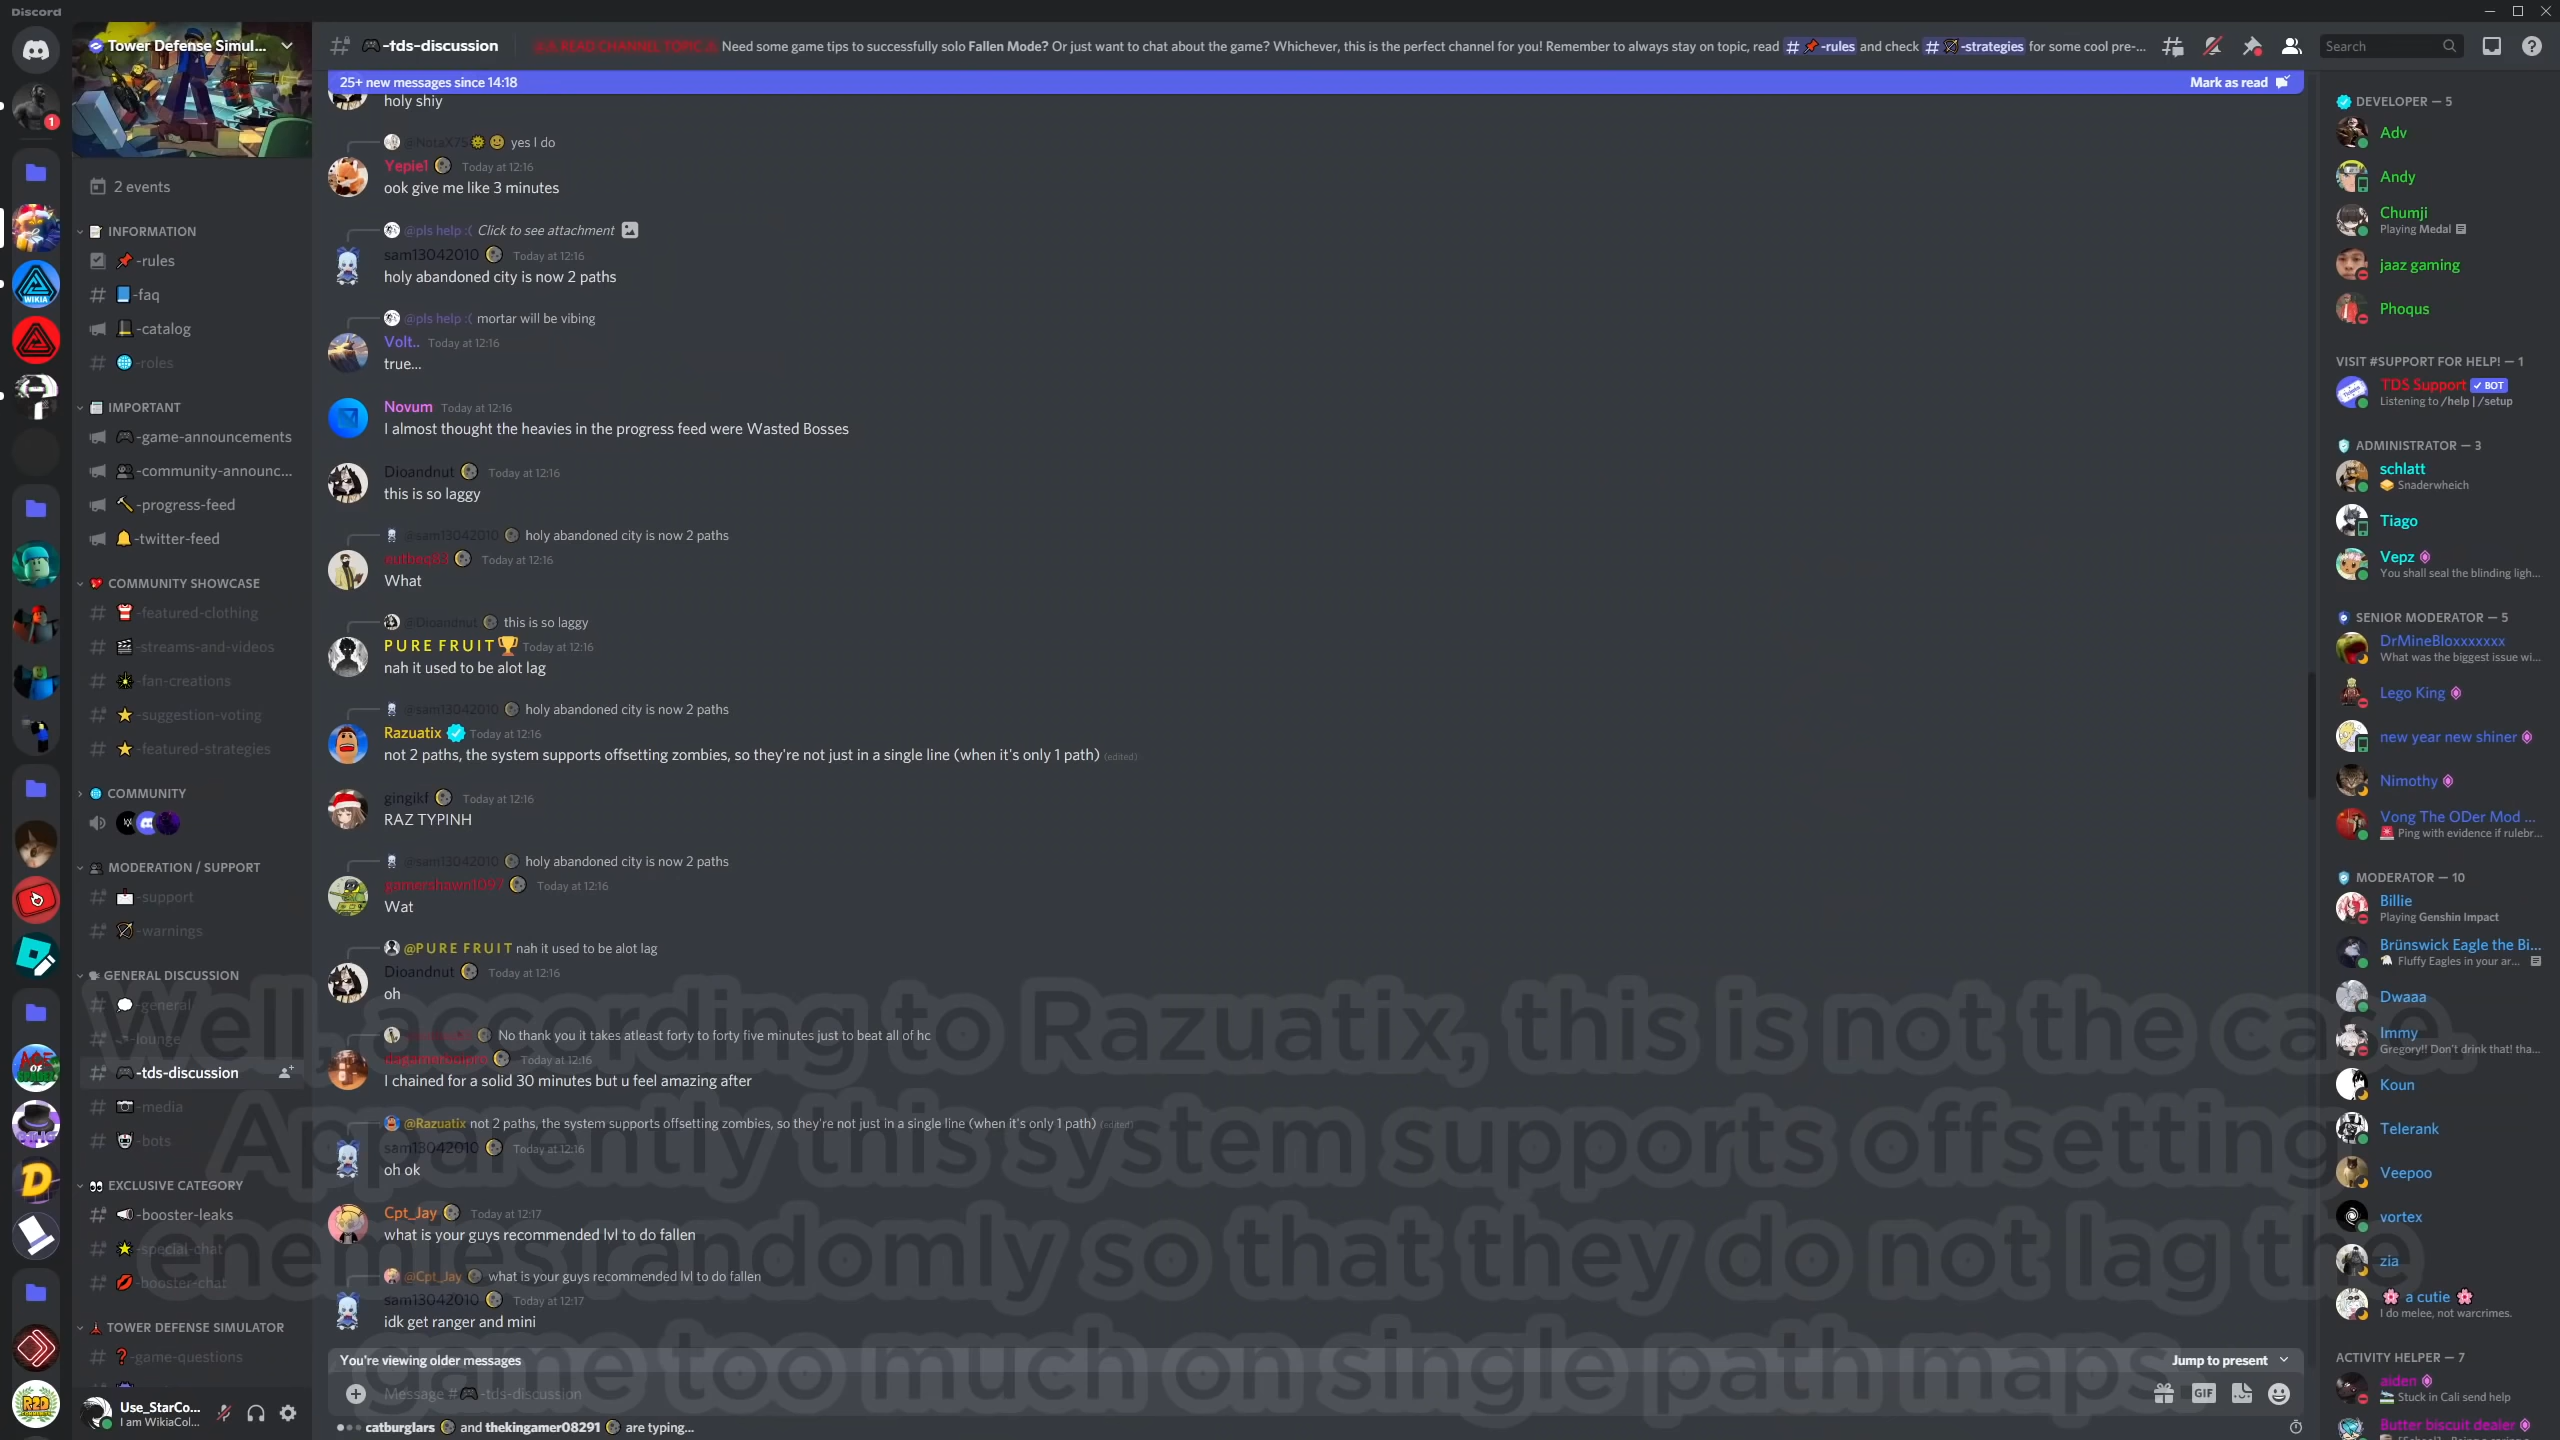 Discord
Tower Defense Simul...
2 events
INFORMATION
-rules
-faq
-catalog
-roles
IMPORTANT
-game-announcements
-community-announc...
-progress-feed
-twitter-feed
COMMUNITY SHOWCASE
-featured-clothing
-streams-and-videos
-fan-creations
-suggestion-voting
-featured-strategies
COMMUNITY
MODERATION / SUPPORT
-support
-warnings
GENERAL DISCUSSION
-general
-lounge
-tds-discussion
-media
-bots
EXCLUSIVE CATEGORY
-booster-leaks
-special-chat
-booster-chat
TOWER DEFENSE SIMULATOR
-game-questions
Use_StarCo...
I am WikiaCol...
-tds-discussion
READ CHANNEL TOPIC Need some game tips to successfully solo Fallen Mode? Or just want to chat about the game? Whichever, this is the perfect channel for you! Remember to always stay on topic, read # -rules and check # -strategies for some cool pre-...
Search
25+ new messages since 14:18 Mark as read
holy shiy
@NotaX75 yes I do
Yepie1 Today at 12:16
ook give me like 3 minutes
@pls help :( Click to see attachment
sam13042010 Today at 12:16
holy abandoned city is now 2 paths
@pls help :( mortar will be vibing
Volt.. Today at 12:16
true...
Novum Today at 12:16
I almost thought the heavies in the progress feed were Wasted Bosses
Dioandnut Today at 12:16
this is so laggy
@sam13042010 holy abandoned city is now 2 paths
Today at 12:16
What
@Dioandnut this is so laggy
PURE FRUIT Today at 12:16
nah it used to be alot lag
@sam13042010 holy abandoned city is now 2 paths
Razuatix Today at 12:16
not 2 paths, the system supports offsetting zombies, so they're not just in a single line (when it's only 1 path) (edited)
gingikf Today at 12:16
RAZ TYPINH
@sam13042010 holy abandoned city is now 2 paths
gamershawn1097 Today at 12:16
Wat
@PURE FRUIT nah it used to be alot lag
Dioandnut Today at 12:16
oh
No thank you it takes atleast forty to forty five minutes just to beat all of hc
Today at 12:16
I chained for a solid 30 minutes but u feel amazing after
@Razuatix not 2 paths, the system supports offsetting zombies, so they're not just in a single line (when it's only 1 path) (edited)
sam13042010 Today at 12:16
oh ok
Cpt_Jay Today at 12:17
what is your guys recommended lvl to do fallen
@Cpt_Jay what is your guys recommended lvl to do fallen
sam13042010 Today at 12:17
idk get ranger and mini
You're viewing older messages Jump to present
Message # -tds-discussion
GIF
catburglars and thekingamer08291 are typing...
Well, according to Razuatix, this is not the case.
Apparently this system supports offsetting
enemies randomly so that they do not lag the
game too much on single path maps.
DEVELOPER — 5
Adv
Andy
Chumji
Playing Medal
jaaz gaming
Phoqus
VISIT #SUPPORT FOR HELP! — 1
TDS Support BOT
Listening to /help | /setup
ADMINISTRATOR — 3
schlatt
Snaderwheich
Tiago
Vepz
You shall seal the blinding ligh...
SENIOR MODERATOR — 5
DrMineBloxxxxxxx
What was the biggest issue wi...
Lego King
new year new shiner
Nimothy
Vong The ODer Mod ...
Ping with evidence if rulebr...
MODERATOR — 10
Billie
Playing Genshin Impact
Brünswick Eagle the Bi...
Fluffy Eagles in your ar...
Dwaaa
Immy
Gregory!! Don't drink that! tha...
Koun
Telerank
Veepoo
vortex
zia
a cutie
I do melee, not warcrimes.
ACTIVITY HELPER — 7
aiden
Stuck in Cali send help
Butter biscuit dealer